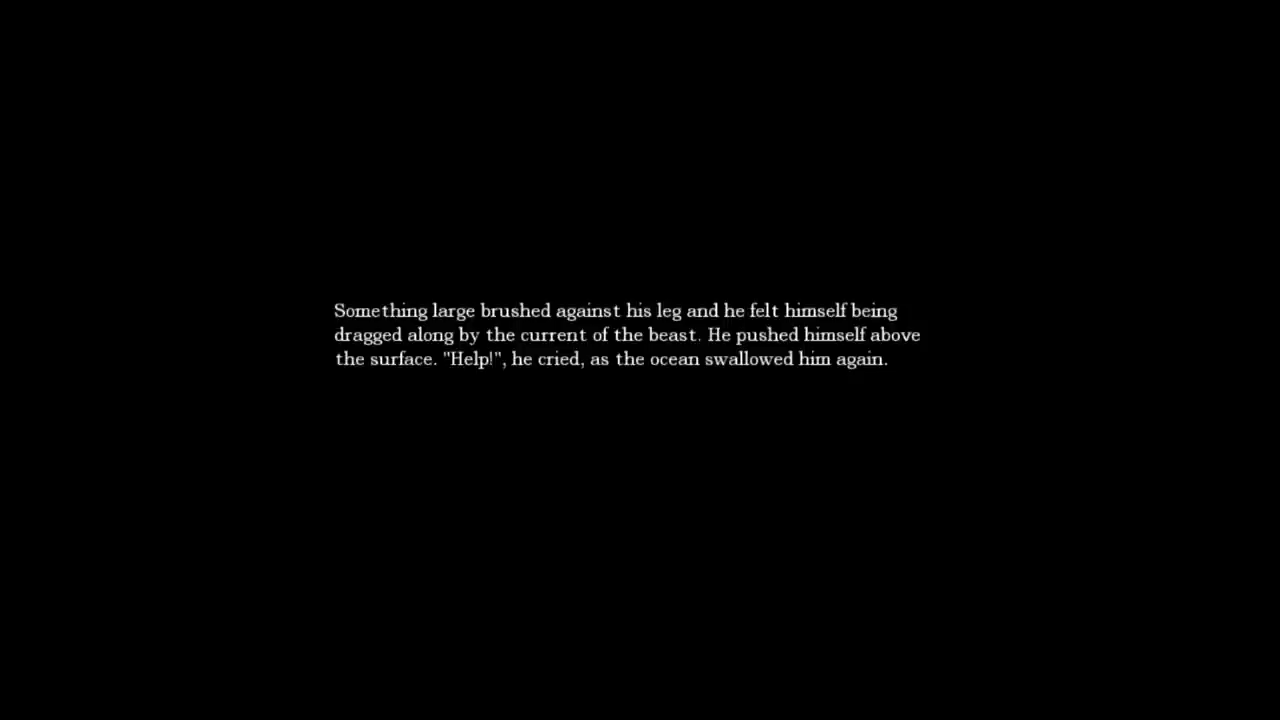 Something large brushed against his leg and he felt himself being
dragged along by the current of the beast. He pushed himself above
the surface. "Help!", he cried, as the ocean swallowed him again.